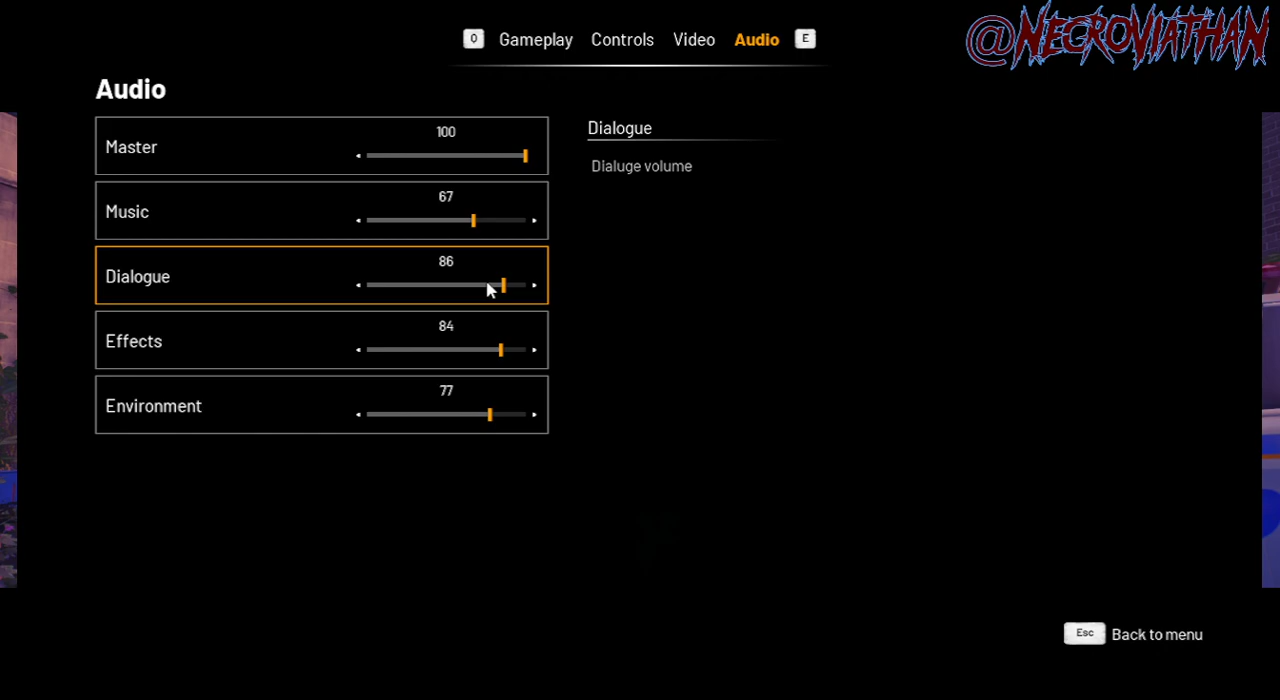 Q Gameplay Controls Video Audio E
@NECROVIATHAN
Audio
Master 100
Music 67
Dialogue 86
Effects 84
Environment 77
Dialogue
Dialuge volume
Esc Back to menu